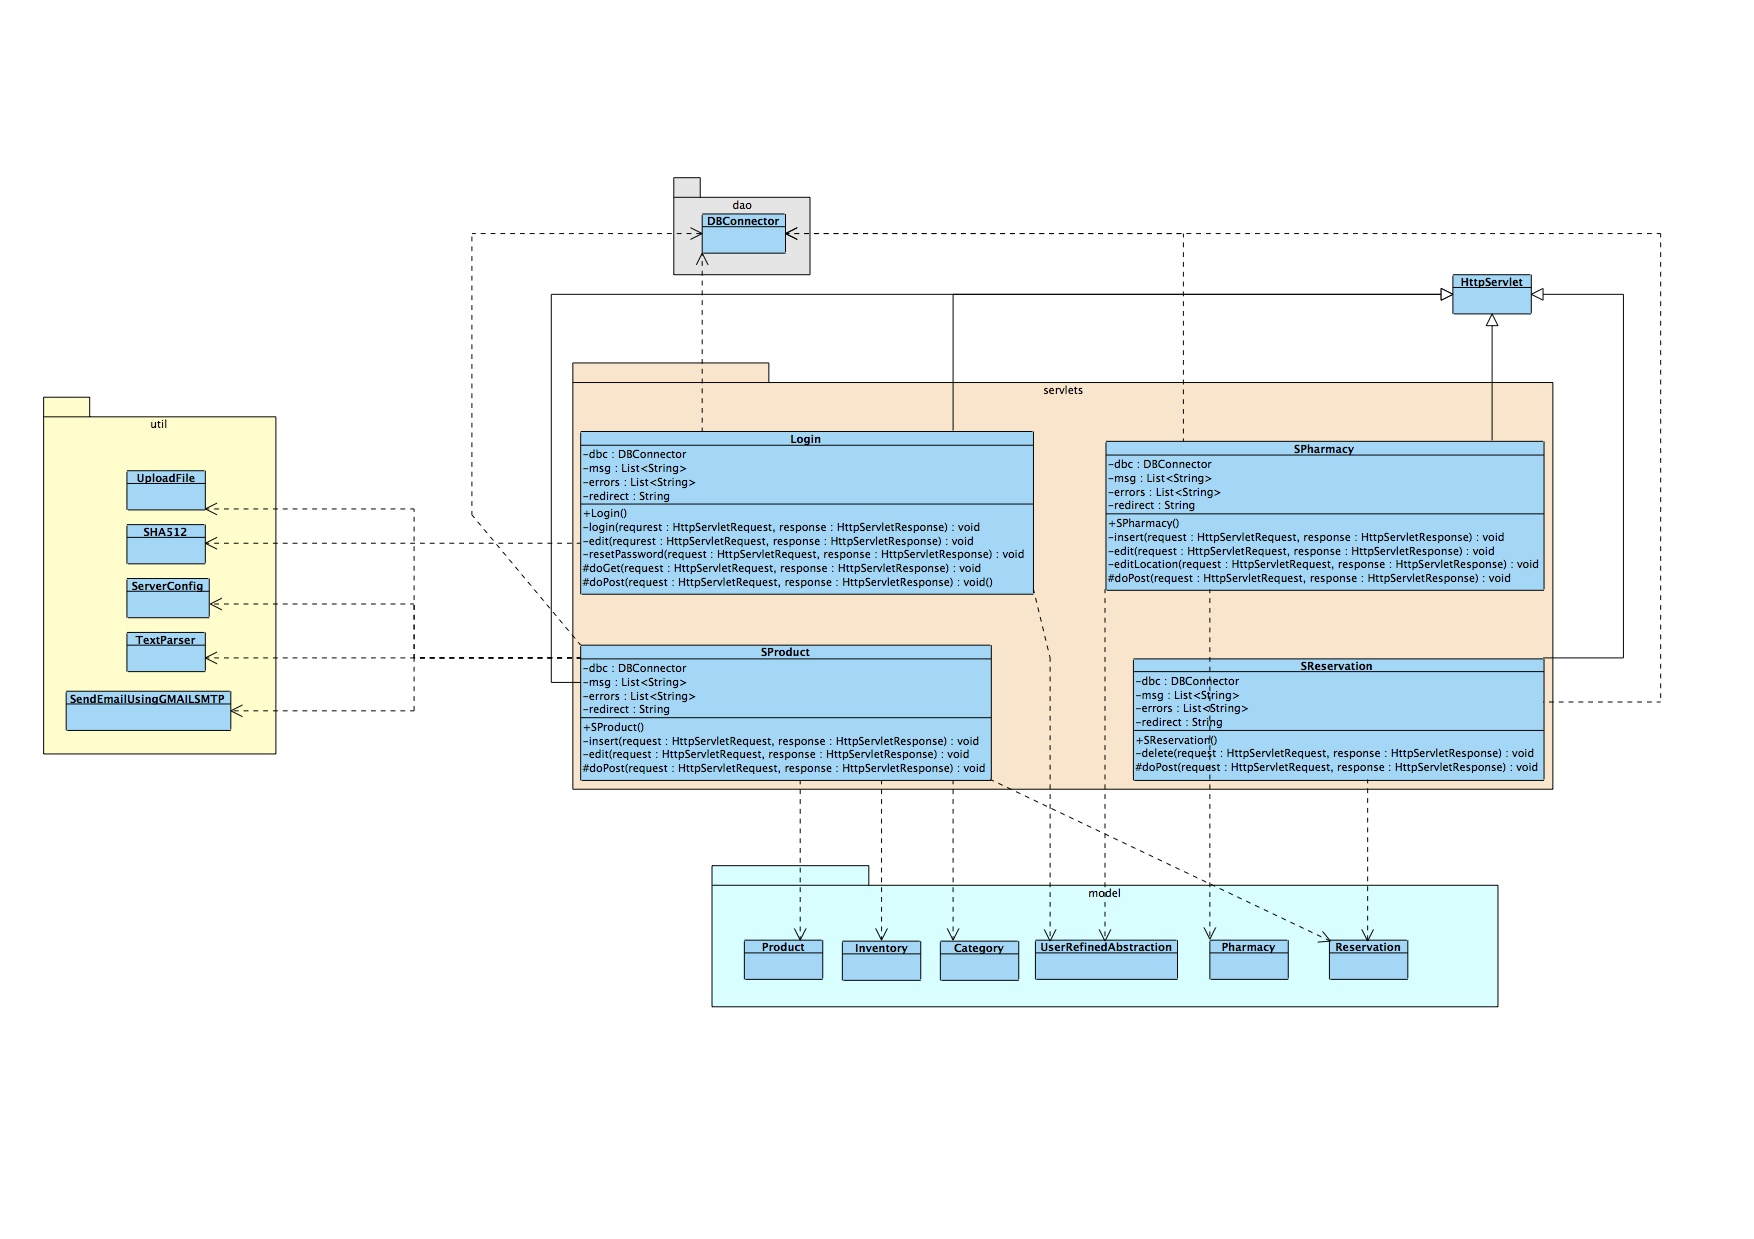 dao
DBConnector
HttpServlet
servlets
util
UploadFile
SHA512
ServerConfig
TextParser
SendEmailUsingGMAILSMTP
Login
-dbc : DBConnector
-msg : List<String>
-errors : List<String>
-redirect : String
+Login()
-login(requrest : HttpServletRequest, response : HttpServletResponse) : void
-edit(requrest : HttpServletRequest, response : HttpServletResponse) : void
-resetPassword(request : HttpServletRequest, response : HttpServletResponse) : void
#doGet(request : HttpServletRequest, response : HttpServletResponse) : void
#doPost(request : HttpServletRequest, response : HttpServletResponse) : void()
SPharmacy
-dbc : DBConnector
-msg : List<String>
-errors : List<String>
-redirect : String
+SPharmacy()
-insert(request : HttpServletRequest, response : HttpServletResponse) : void
-edit(request : HttpServletRequest, response : HttpServletResponse) : void
-editLocation(request : HttpServletRequest, response : HttpServletResponse) : void
#doPost(request : HttpServletRequest, response : HttpServletResponse) : void
SProduct
-dbc : DBConnector
-msg : List<String>
-errors : List<String>
-redirect : String
+SProduct()
-insert(request : HttpServletRequest, response : HttpServletResponse) : void
-edit(request : HttpServletRequest, response : HttpServletResponse) : void
#doPost(request : HttpServletRequest, response : HttpServletResponse) : void
SReservation
-dbc : DBConnector
-msg : List<String>
-errors : List<String>
-redirect : String
+SReservation()
-delete(request : HttpServletRequest, response : HttpServletResponse) : void
#doPost(request : HttpServletRequest, response : HttpServletResponse) : void
model
Product
Inventory
Category
UserRefinedAbstraction
Pharmacy
Reservation